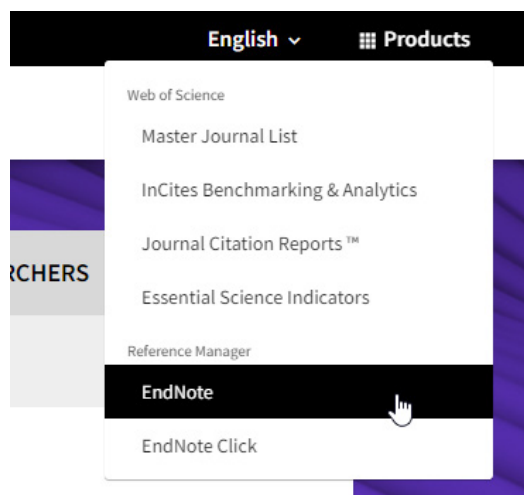 English Products
Web of Science
Master Journal List
InCites Benchmarking & Analytics
Journal Citation Reports ™
RCHERS
Essential Science Indicators
Reference Manager
EndNote
EndNote Click